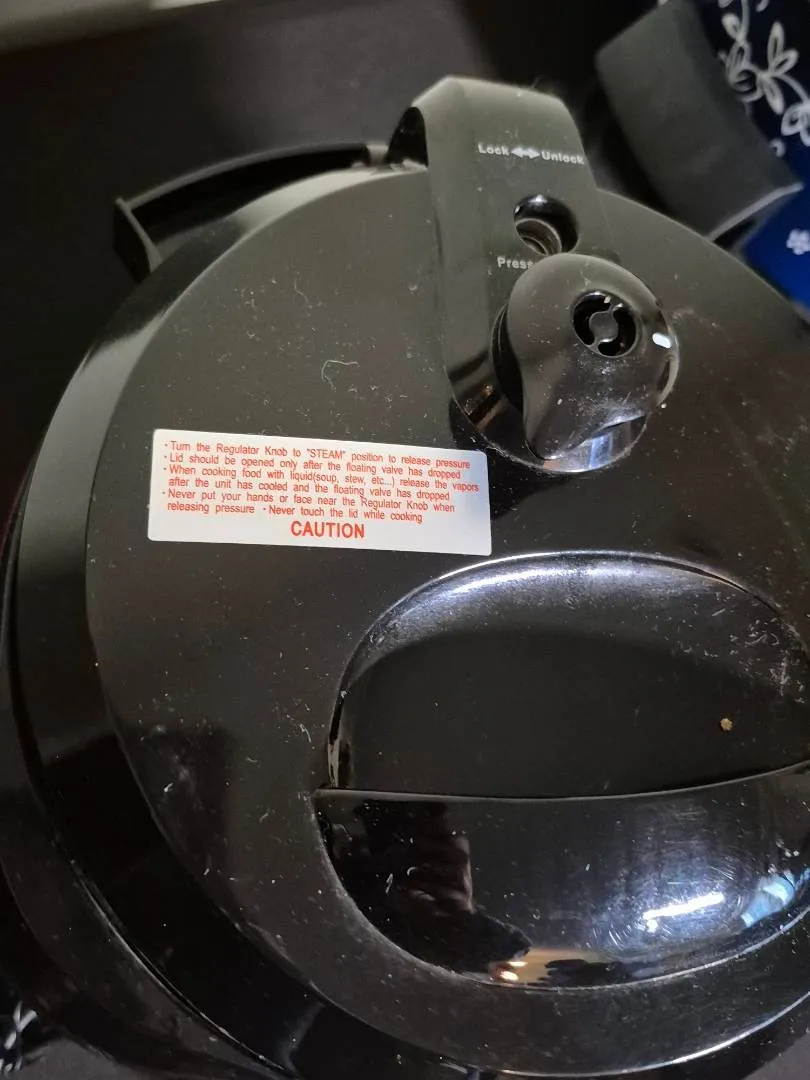 Lock Unlock
Press
· Turn the Regulator Knob to "STEAM" position to release pressure
· Lid should be opened only after the floating valve has dropped
· When cooking food with liquid(soup, stew, etc...) release the vapors
after the unit has cooled and the floating valve has dropped
· Never put your hands or face near the Regulator Knob when
releasing pressure · Never touch the lid while cooking
CAUTION